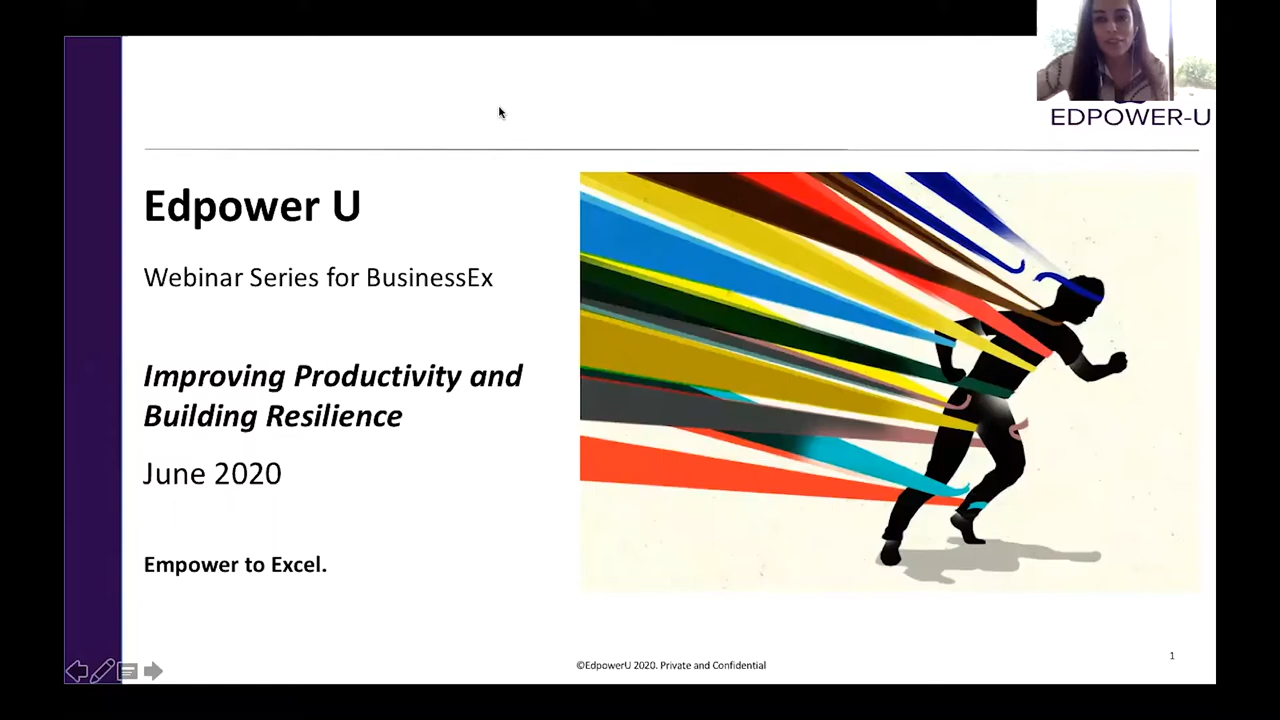 EDPOWER-U
Edpower U
Webinar Series for BusinessEx
Improving Productivity and
Building Resilience
June 2020
Empower to Excel.
©EdpowerU 2020. Private and Confidential
1